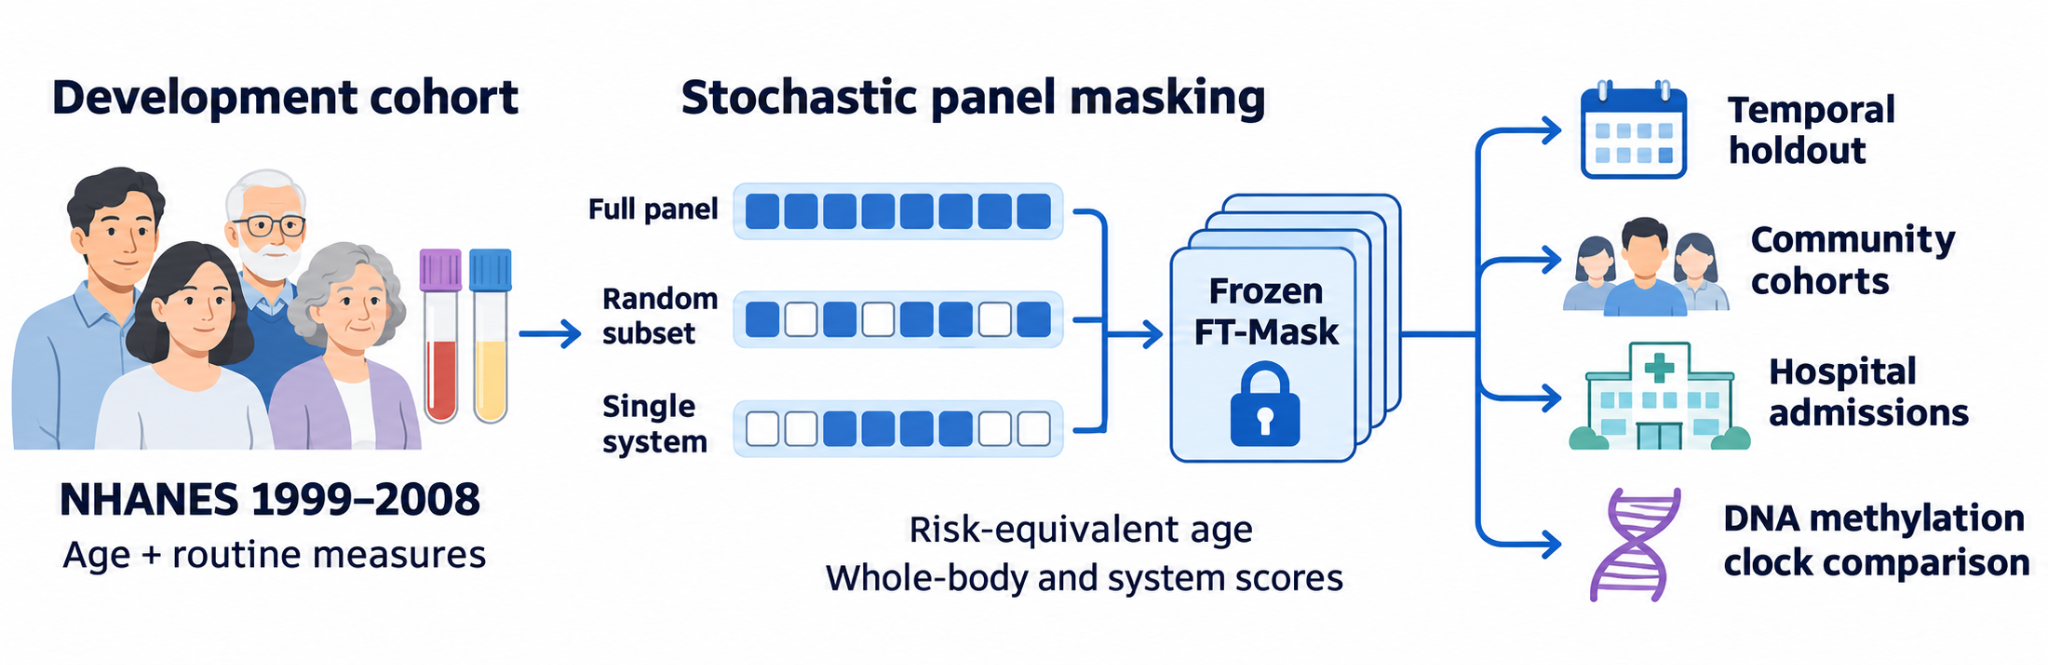 Development cohort
NHANES 1999–2008
Age + routine measures
Stochastic panel masking
Full panel
Random
subset
Single
system
Frozen
FT-Mask
Risk-equivalent age
Whole-body and system scores
Temporal
holdout
Community
cohorts
Hospital
admissions
DNA methylation
clock comparison